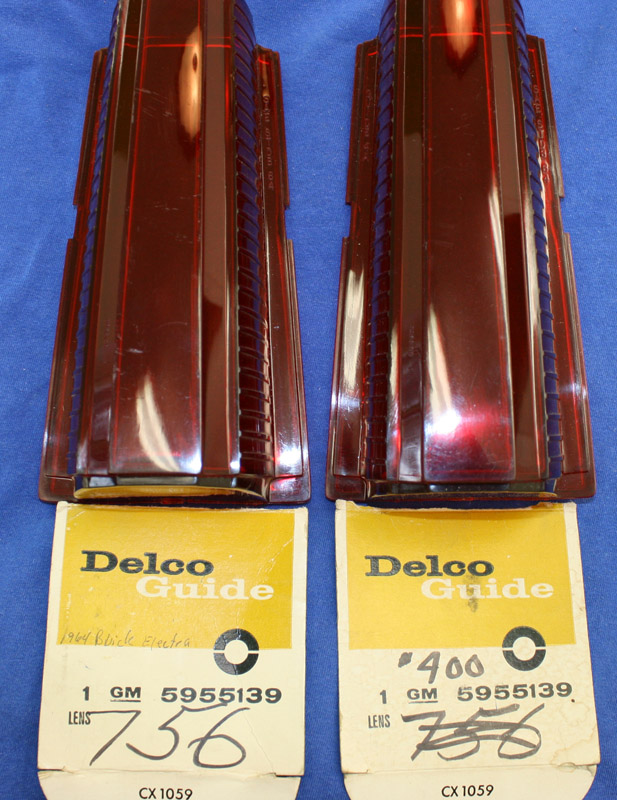 Delco
Guide
1964 Buick Electra
1 GM 5955139
LENS
756
CX1059
Delco
Guide
"400
1 GM 5955139
LENS
756
CX1059